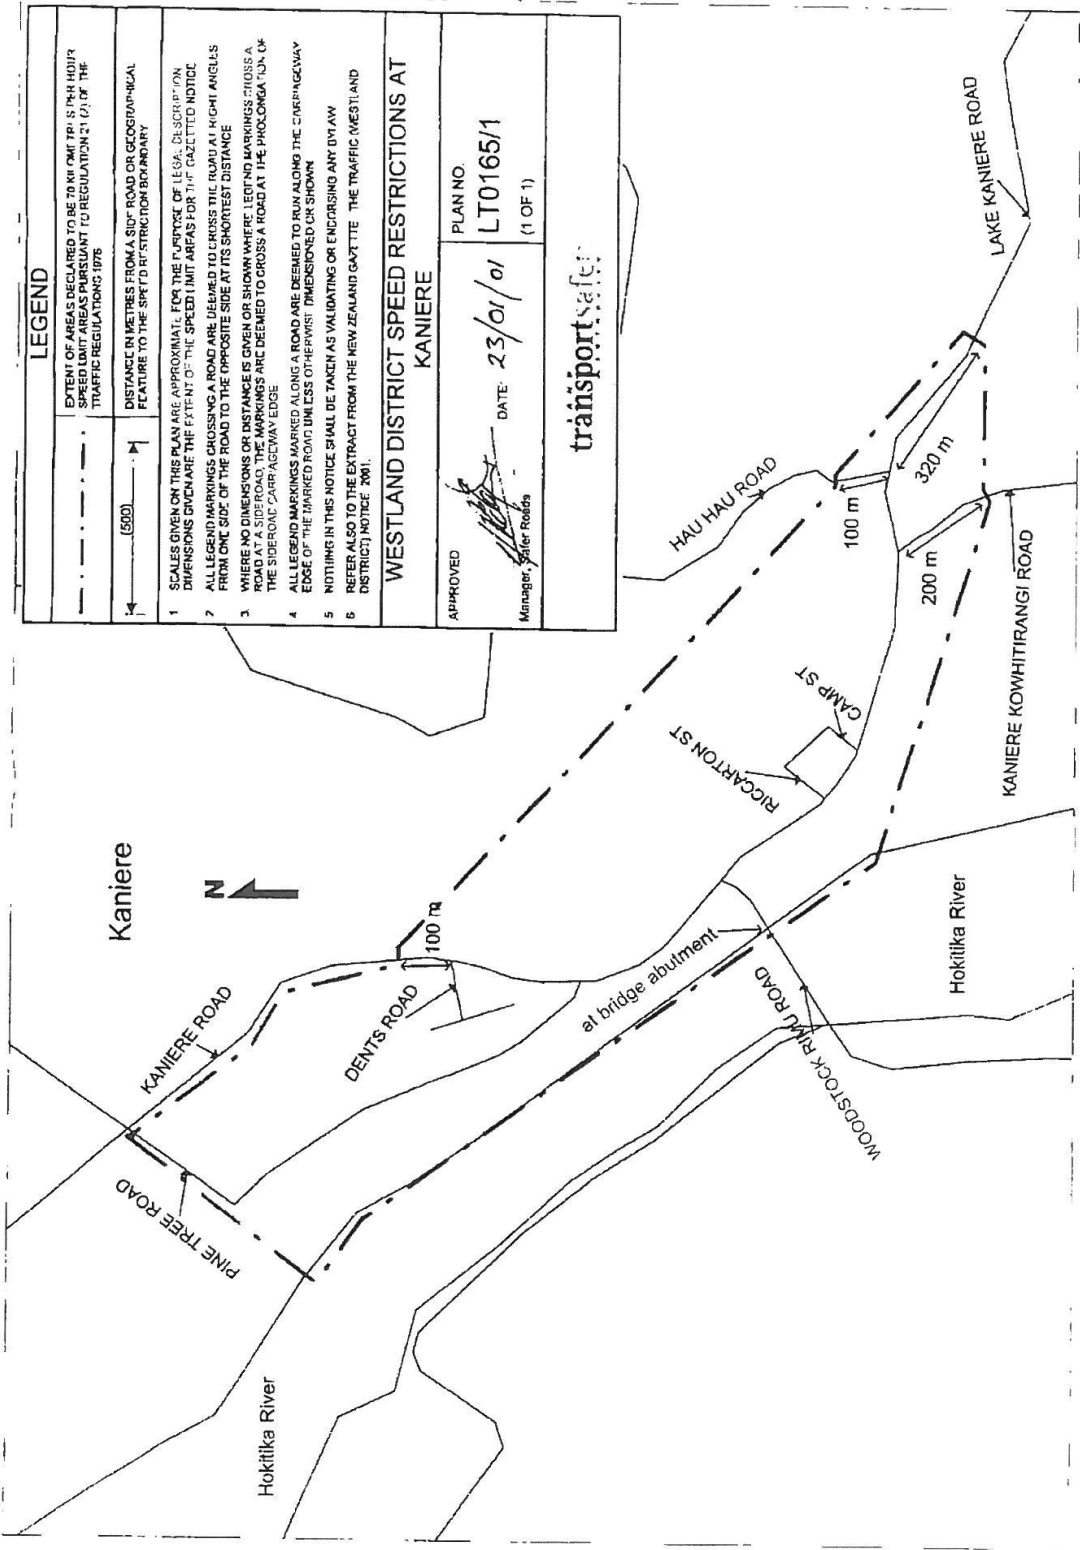 LEGEND
EXTENT OF AREAS DECLARED TO BE 70 KILOMETRES PER HOUR
SPEED LIMIT AREAS PURSUANT TO REGULATION 21 (2) OF THE
TRAFFIC REGULATIONS 1976
(500)
DISTANCE IN METRES FROM A SIDE ROAD OR GEOGRAPHICAL
FEATURE TO THE SPEED RESTRICTION BOUNDARY
1 SCALES GIVEN ON THIS PLAN ARE APPROXIMATE. FOR THE PURPOSE OF LEGAL DESCRIPTION
DIMENSIONS GIVEN ARE THE EXTENT OF THE SPEED LIMIT AREAS FOR THE GAZETTED NOTICE
2 ALL LEGEND MARKINGS CROSSING A ROAD ARE DEEMED TO CROSS THE ROAD AT RIGHT ANGLES
FROM ONE SIDE OF THE ROAD TO THE OPPOSITE SIDE AT ITS SHORTEST DISTANCE
3. WHERE NO DIMENSIONS OR DISTANCE IS GIVEN OR SHOWN WHERE LEGEND MARKINGS CROSS A
ROAD AT A SIDEROAD, THE MARKINGS ARE DEEMED TO CROSS A ROAD AT THE PROLONGATION OF
THE SIDEROAD CARRIAGEWAY EDGE
4 ALL LEGEND MARKINGS MARKED ALONG A ROAD ARE DEEMED TO RUN ALONG THE CARRIAGEWAY
EDGE OF THE MARKED ROAD UNLESS OTHERWISE DIMENSIONED OR SHOWN
5 NOTHING IN THIS NOTICE SHALL BE TAKEN AS VALIDATING OR ENDORSING ANY BYLAW
6 REFER ALSO TO THE EXTRACT FROM THE NEW ZEALAND GAZETTE THE TRAFFIC (WESTLAND
DISTRICT) NOTICE 2001.
WESTLAND DISTRICT SPEED RESTRICTIONS AT
KANIERE
APPROVED
DATE: 23/01/01
Manager, Safer Roads
PLAN NO.
LT0165/1
(1 OF 1)
transportsafety
Kaniere
N
KANIERE ROAD
PINE TREE ROAD
DENTS ROAD
100 m
at bridge abutment
WOODSTOCK RIMU ROAD
Hokitika River
Hokitika River
RICCARTON ST
CAMP ST
HAU HAU ROAD
100 m
200 m
320 m
KANIERE KOWHITIRANGI ROAD
LAKE KANIERE ROAD